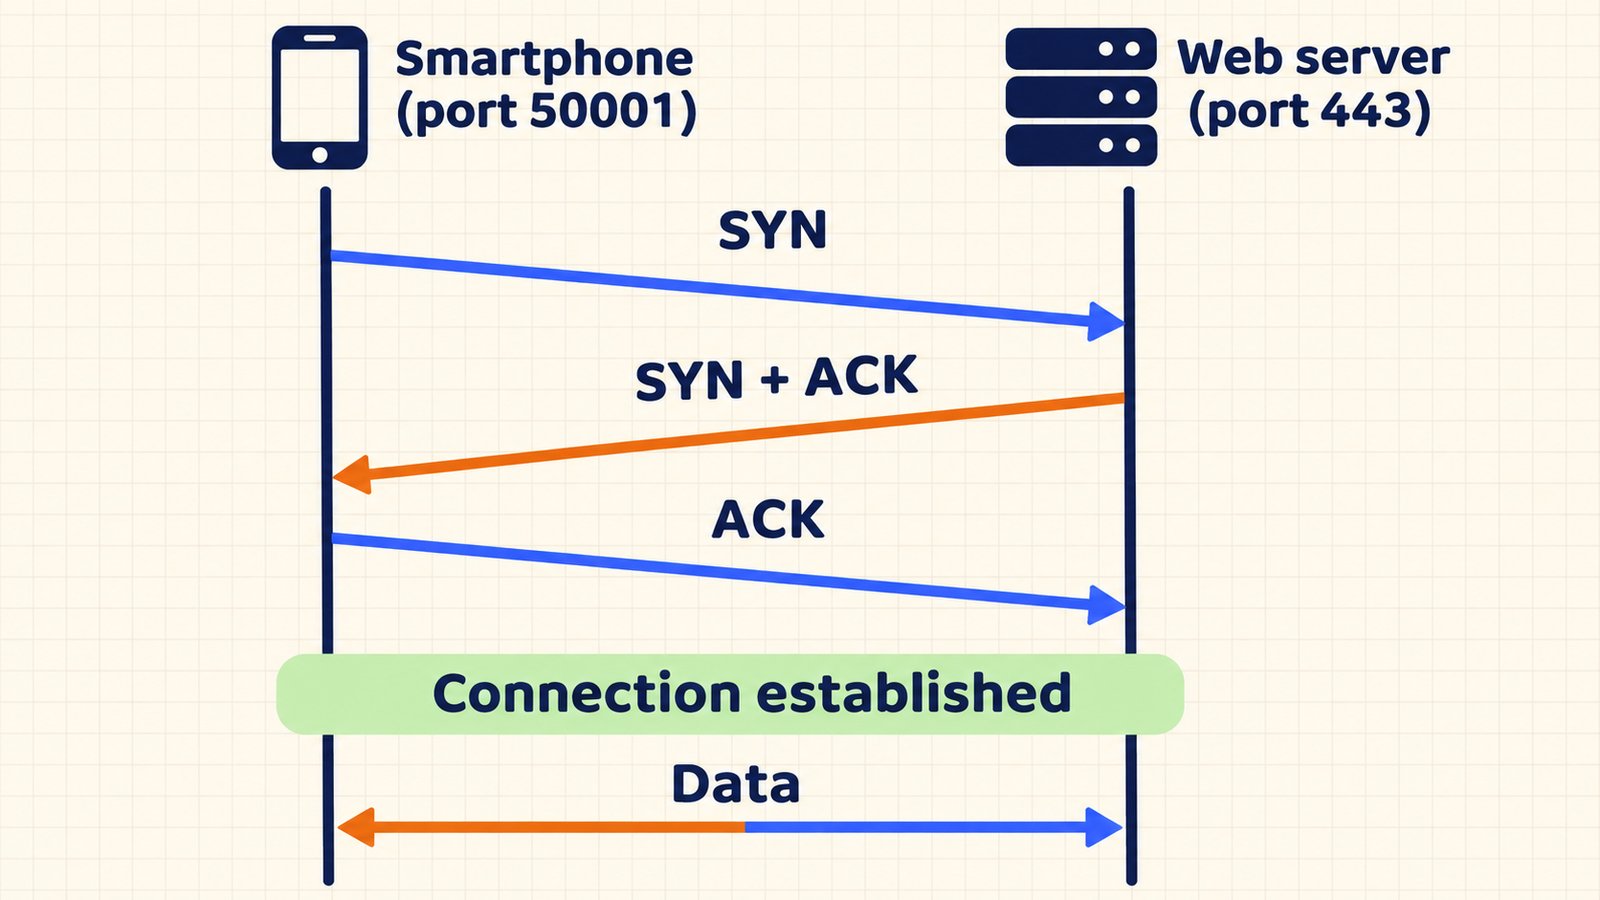 Smartphone
(port 50001)
Web server
(port 443)
SYN
SYN + ACK
ACK
Connection established
Data